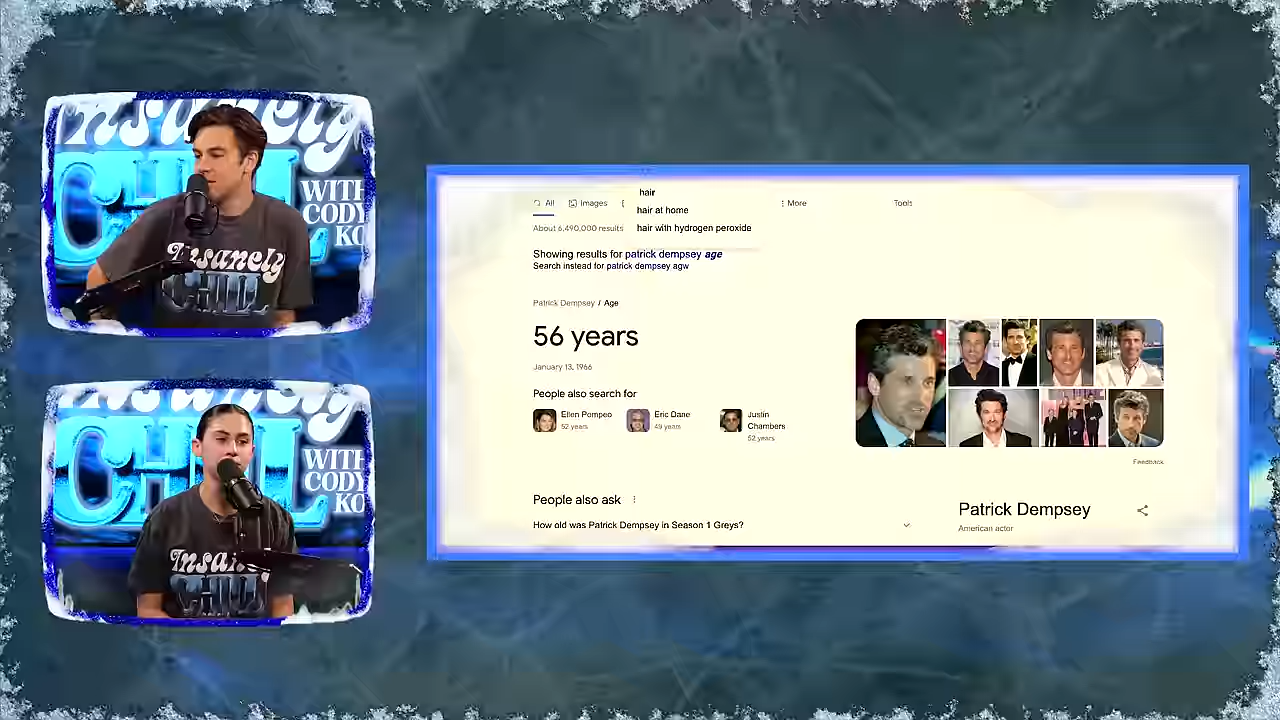 Insanely
CHILL
WITH
CODY
KO
Insanely
CHILL
CHILL
WITH
CODY
KO
Insa
CHILL
hair
All
Images
hair at home
More
Tools
About 6,490,000 results
hair with hydrogen peroxide
Showing results for patrick dempsey age
Search instead for patrick dempsey agw
Patrick Dempsey / Age
56 years
January 13, 1966
People also search for
Ellen Pompeo
52 years
Eric Dane
49 years
Justin
Chambers
52 years
Feedback
People also ask
How old was Patrick Dempsey in Season 1 Greys?
Patrick Dempsey
American actor